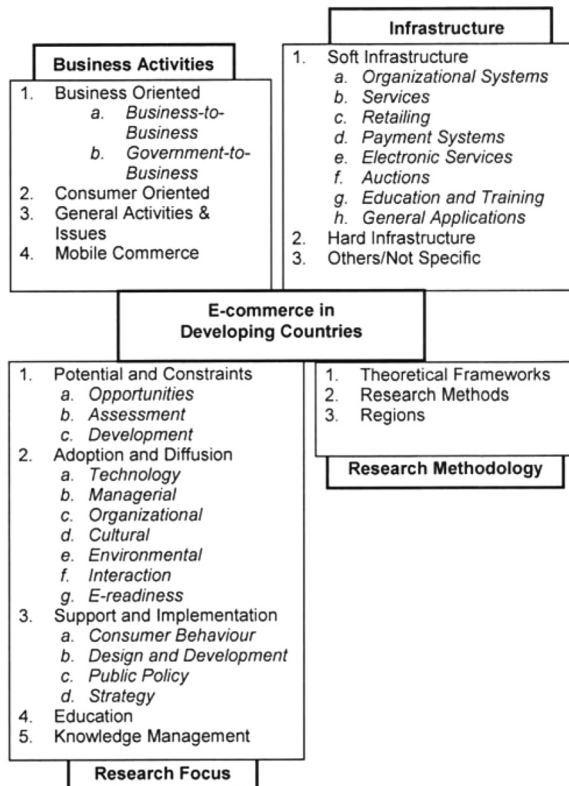 Business Activities
1. Business Oriented
a. Business-to-
Business
b. Government-to-
Business
2. Consumer Oriented
3. General Activities &
Issues
4. Mobile Commerce
Infrastructure
1. Soft Infrastructure
a. Organizational Systems
b. Services
c. Retailing
d. Payment Systems
e. Electronic Services
f. Auctions
g. Education and Training
h. General Applications
2. Hard Infrastructure
3. Others/Not Specific
E-commerce in
Developing Countries
1. Potential and Constraints
a. Opportunities
b. Assessment
c. Development
2. Adoption and Diffusion
a. Technology
b. Managerial
c. Organizational
d. Cultural
e. Environmental
f. Interaction
g. E-readiness
3. Support and Implementation
a. Consumer Behaviour
b. Design and Development
c. Public Policy
d. Strategy
4. Education
5. Knowledge Management
Research Focus
1. Theoretical Frameworks
2. Research Methods
3. Regions
Research Methodology